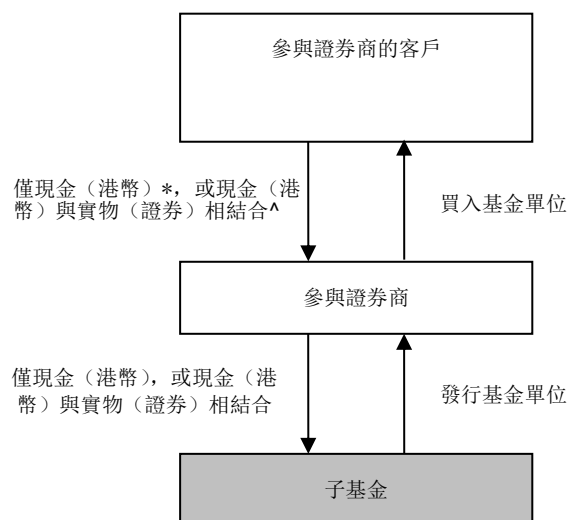 參與證券商的客戶
僅現金（港幣）*，或現金（港
幣）與實物（證券）相結合^
買入基金單位
參與證券商
僅現金（港幣），或現金（港
幣）與實物（證券）相結合
發行基金單位
子基金